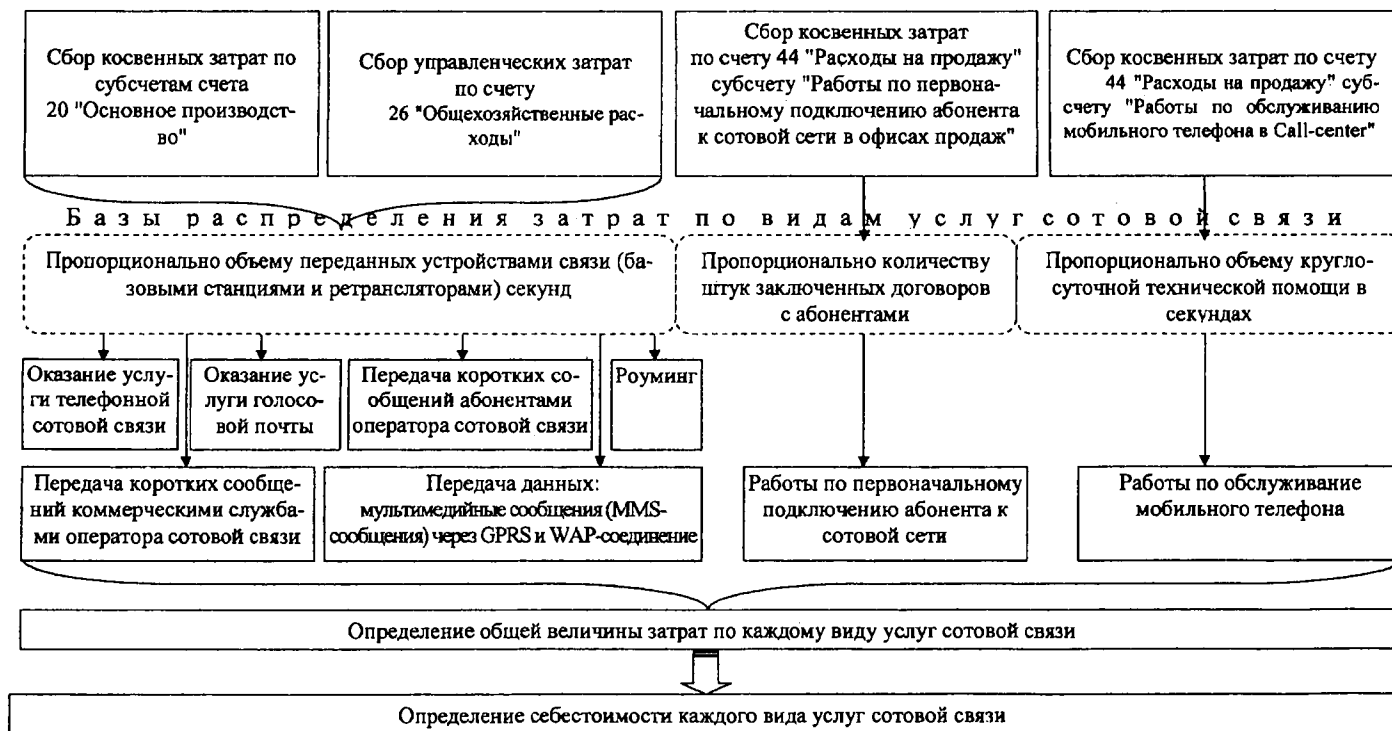 Сбор косвенных затрат по
субсчетам счета
20 "Основное производст-
во"
Сбор управленческих затрат
по счету
26 "Общехозяйственные рас-
ходы"
Сбор косвенных затрат
по счету 44 "Расходы на продажу"
субсчету "Работы по первона-
чальному подключению абонента
к сотовой сети в офисах продаж"
Сбор косвенных затрат по счету
44 "Расходы на продажу" суб-
счету "Работы по обслуживанию
мобильного телефона в Call-center"
Базы распределения затрат по видам услуг сотовой связи
Пропорционально объему переданных устройствами связи (ба-
зовыми станциями и ретрансляторами) секунд
Пропорционально количеству
штук заключенных договоров
с абонентами
Пропорционально объему кругло-
суточной технической помощи в
секундах
Оказание услу-
ги телефонной
сотовой связи
Оказание ус-
луги голосо-
вой почты
Передача коротких со-
общений абонентами
оператора сотовой связи
Роуминг
Передача коротких сообще-
ний коммерческими служба-
ми оператора сотовой связи
Передача данных:
мультимедийные сообщения (MMS-
сообщения) через GPRS и WAP-соединение
Работы по первоначальному
подключению абонента к
сотовой сети
Работы по обслуживание
мобильного телефона
Определение общей величины затрат по каждому виду услуг сотовой связи
Определение себестоимости каждого вида услуг сотовой связи